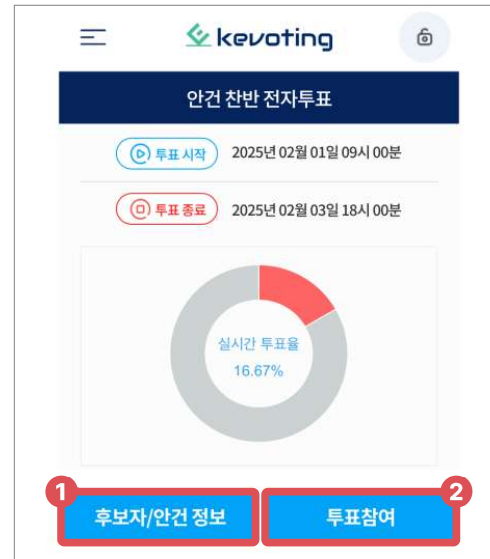 kevoting
안건 찬반 전자투표
투표 시작 2025년 02월 01일 09시 00분
투표 종료 2025년 02월 03일 18시 00분
실시간 투표율
16.67%
1 2
후보자/안건 정보 투표참여